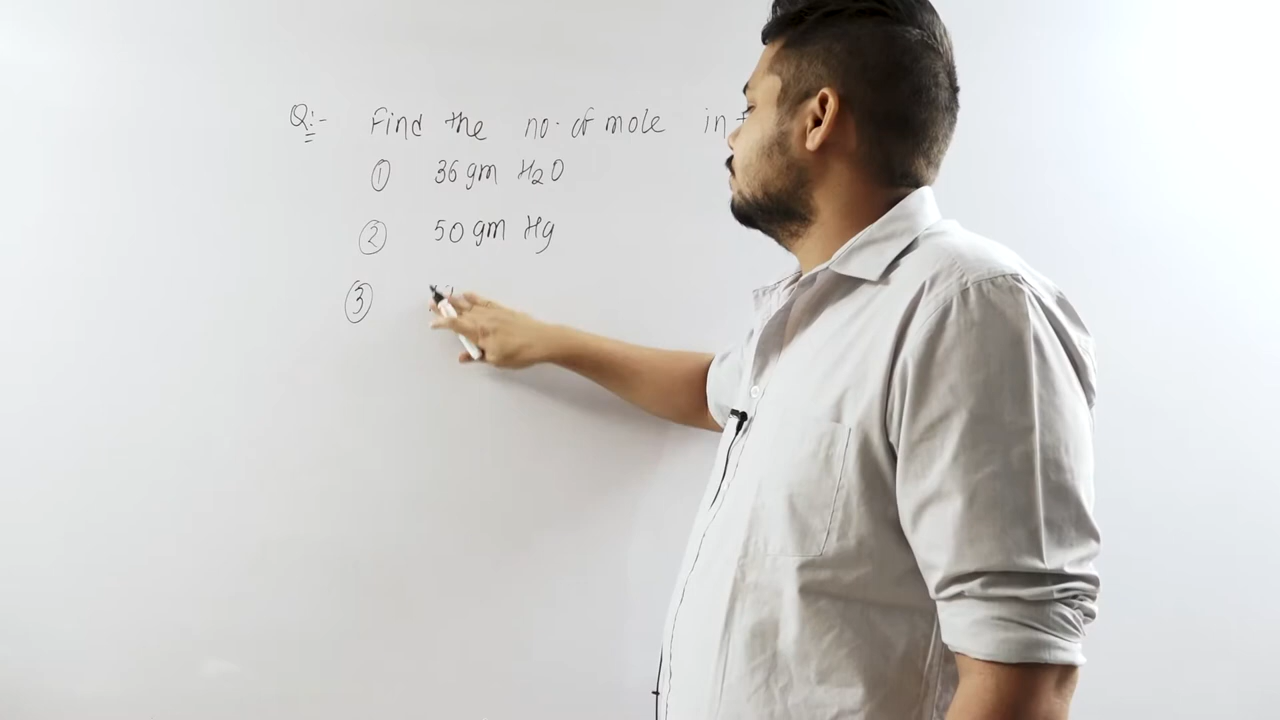 Q:- Find the no. of mole in
① 36 gm H₂O
② 50 gm Hg
③